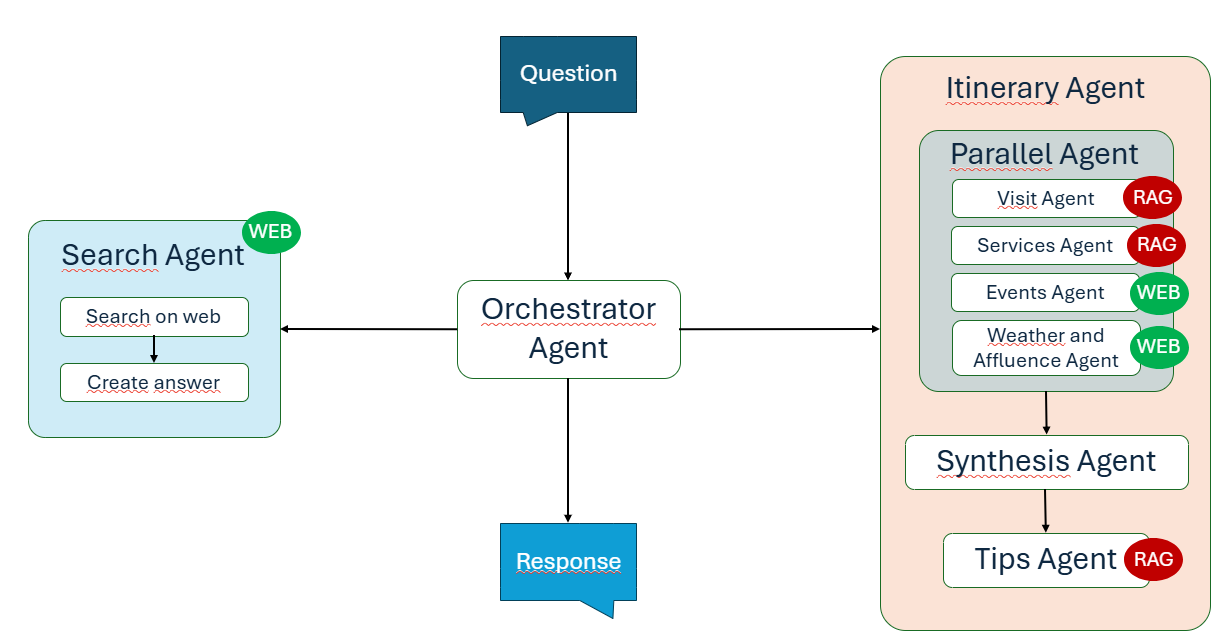 Question
Itinerary Agent
Parallel Agent
Visit Agent
RAG
Services Agent
RAG
Events Agent
WEB
Weather and
Affluence Agent
WEB
Synthesis Agent
Tips Agent
RAG
WEB
Search Agent
Search on web
Create answer
Orchestrator
Agent
Response